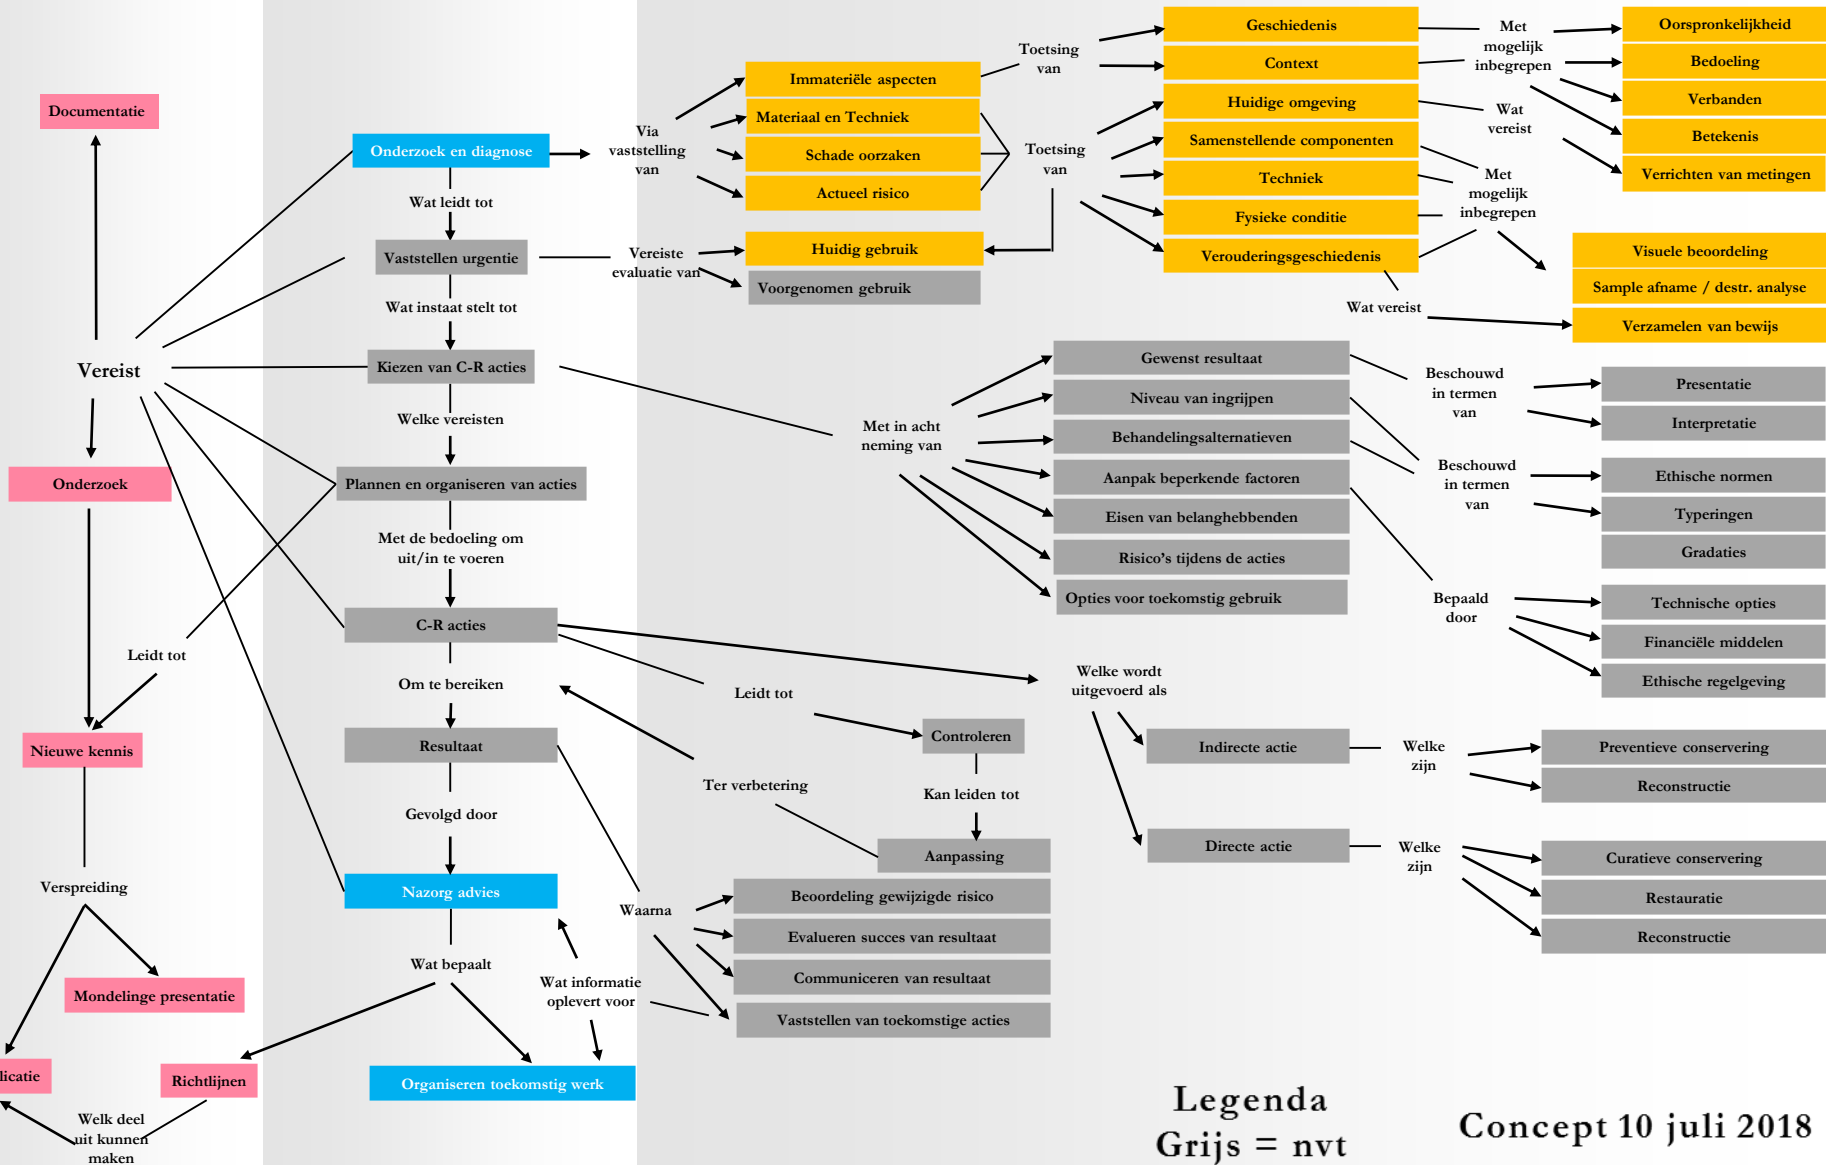 Documentatie
Vereist
Onderzoek
Leidt tot
Nieuwe kennis
Verspreiding
Mondelinge presentatie
licatie
Richtlijnen
Welk deel
uit kunnen
maken
Onderzoek en diagnose
Wat leidt tot
Vaststellen urgentie
Wat instaat stelt tot
Kiezen van C-R acties
Welke vereisten
Plannen en organiseren van acties
Met de bedoeling om
uit/in te voeren
C-R acties
Om te bereiken
Resultaat
Gevolgd door
Nazorg advies
Wat bepaalt
Organiseren toekomstig werk
Wat informatie
oplevert voor
Via
vaststelling
van
Immateriële aspecten
Materiaal en Techniek
Schade oorzaken
Actueel risico
Vereiste
evaluatie van
Huidig gebruik
Voorgenomen gebruik
Toetsing
van
Toetsing
van
Geschiedenis
Context
Huidige omgeving
Samenstellende componenten
Techniek
Fysieke conditie
Verouderingsgeschiedenis
Met
mogelijk
inbegrepen
Wat
vereist
Met
mogelijk
inbegrepen
Wat vereist
Oorspronkelijkheid
Bedoeling
Verbanden
Betekenis
Verrichten van metingen
Visuele beoordeling
Sample afname / destr. analyse
Verzamelen van bewijs
Met in acht
neming van
Gewenst resultaat
Niveau van ingrijpen
Behandelingsalternatieven
Aanpak beperkende factoren
Eisen van belanghebbenden
Risico's tijdens de acties
Opties voor toekomstig gebruik
Beschouwd
in termen
van
Presentatie
Interpretatie
Beschouwd
in termen
van
Ethische normen
Typeringen
Gradaties
Bepaald
door
Technische opties
Financiële middelen
Ethische regelgeving
Leidt tot
Controleren
Kan leiden tot
Aanpassing
Ter verbetering
Welke wordt
uitgevoerd als
Indirecte actie
Welke
zijn
Preventieve conservering
Reconstructie
Directe actie
Welke
zijn
Curatieve conservering
Restauratie
Reconstructie
Waarna
Beoordeling gewijzigde risico
Evalueren succes van resultaat
Communiceren van resultaat
Vaststellen van toekomstige acties
Legenda
Grijs = nvt
Concept 10 juli 2018